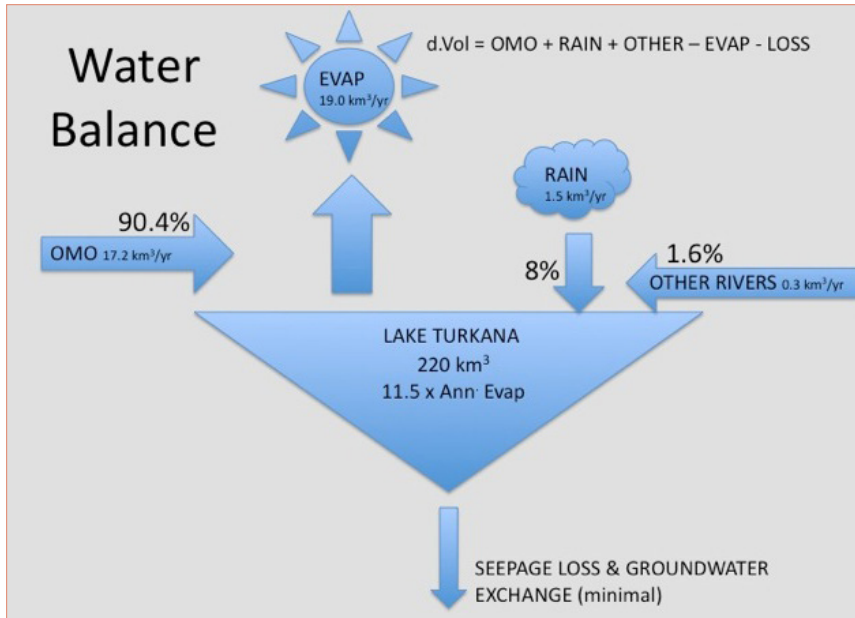 Water
Balance
d.Vol = OMO + RAIN + OTHER – EVAP - LOSS
EVAP
19.0 km³/yr
RAIN
1.5 km³/yr
90.4%
OMO 17.2 km³/yr
8%
1.6%
OTHER RIVERS 0.3 km³/yr
LAKE TURKANA
220 km³
11.5 x Ann· Evap
SEEPAGE LOSS & GROUNDWATER
EXCHANGE (minimal)